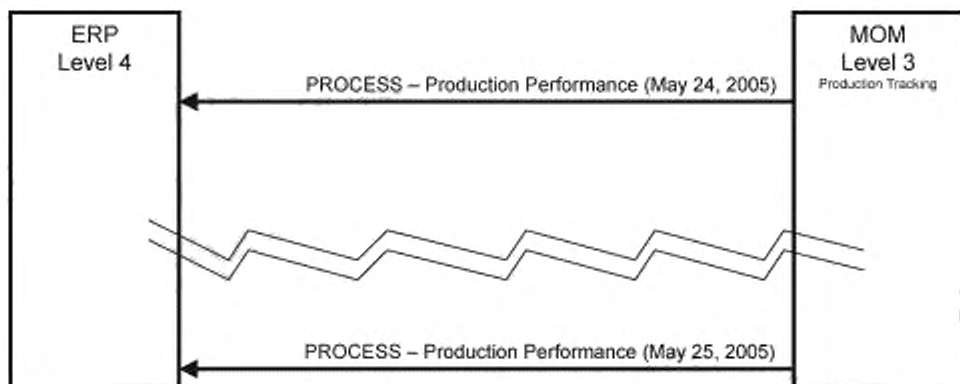 ERP
Level 4
MOM
Level 3
Production Tracking
PROCESS – Production Performance (May 24, 2005)
PROCESS – Production Performance (May 25, 2005)